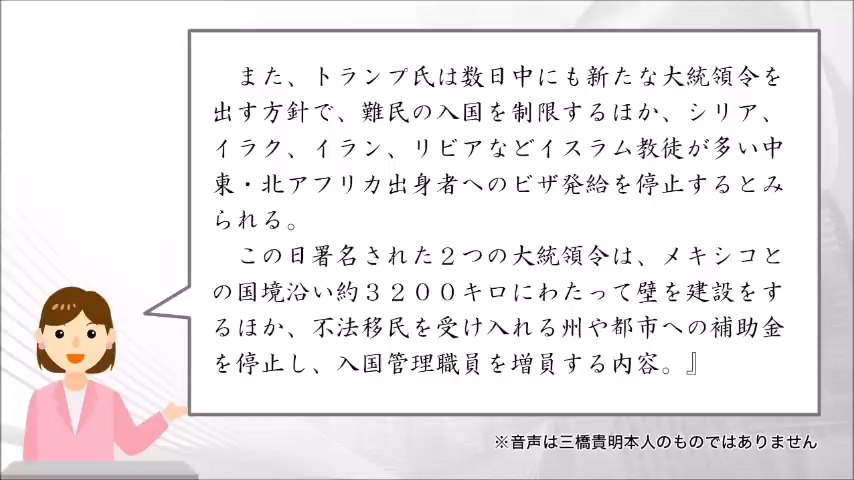 また、トランプ氏は数日中にも新たな大統領令を
出す方針で、難民の入国を制限するほか、シリア、
イラク、イラン、リビアなどイスラム教徒が多い中
東・北アフリカ出身者へのビザ発給を停止するとみ
られる。
この日署名された２つの大統領令は、メキシコと
の国境沿い約３２００キロにわたって壁を建設をす
るほか、不法移民を受け入れる州や都市への補助金
を停止し、入国管理職員を増員する内容。』
※音声は三橋貴明本人のものではありません